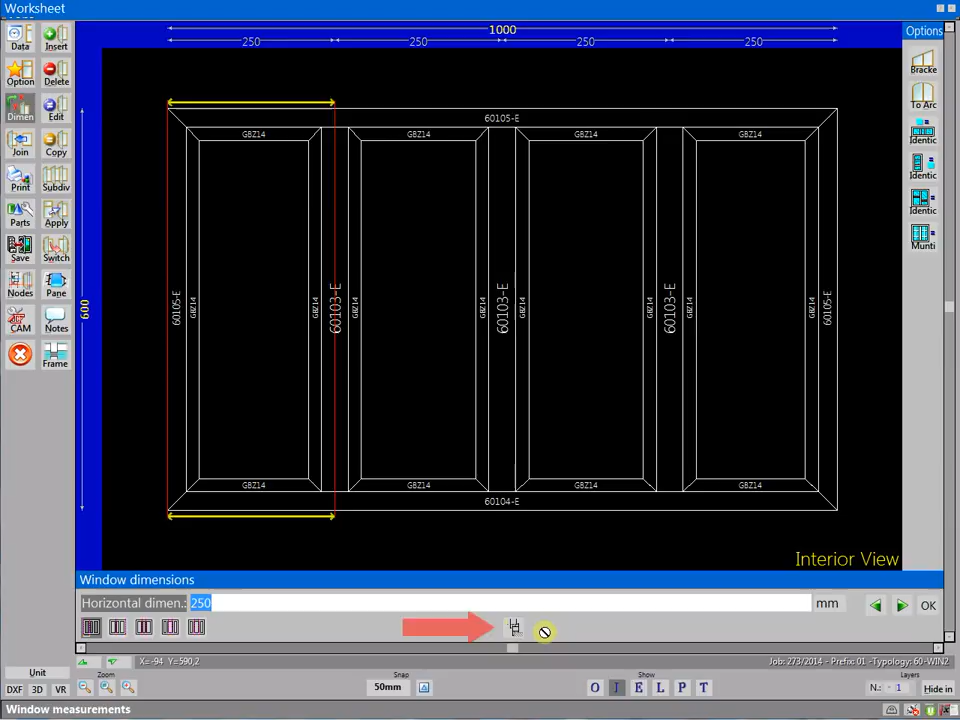 Worksheet
Data
Insert
Option
Delete
Dimen
Edit
Join
Copy
Print
Subdiv
Parts
Apply
Save
Switch
Nodes
Pane
CAM
Notes
Frame
1000
250 250 250 250
60105-E
GBZ14 GBZ14 GBZ14 GBZ14
600
60105-E GBZ14 GBZ14 60103-E GBZ14 GBZ14 60103-E GBZ14 GBZ14 60103-E GBZ14 GBZ14 60105-E
GBZ14 GBZ14 GBZ14 GBZ14
60104-E
Interior View
Options
Bracke
To Arc
Identic
Identic
Identic
Munti
Window dimensions
Horizontal dimen.: 250 mm OK
Unit
DXF 3D VR
X=-94 Y=590,2
Job: 273/2014 - Prefix: 01 -Typology: 60-WIN2
Zoom
Snap
50mm
Show
O I E L P T
Layers
N.: - 1 Hide in
Window measurements